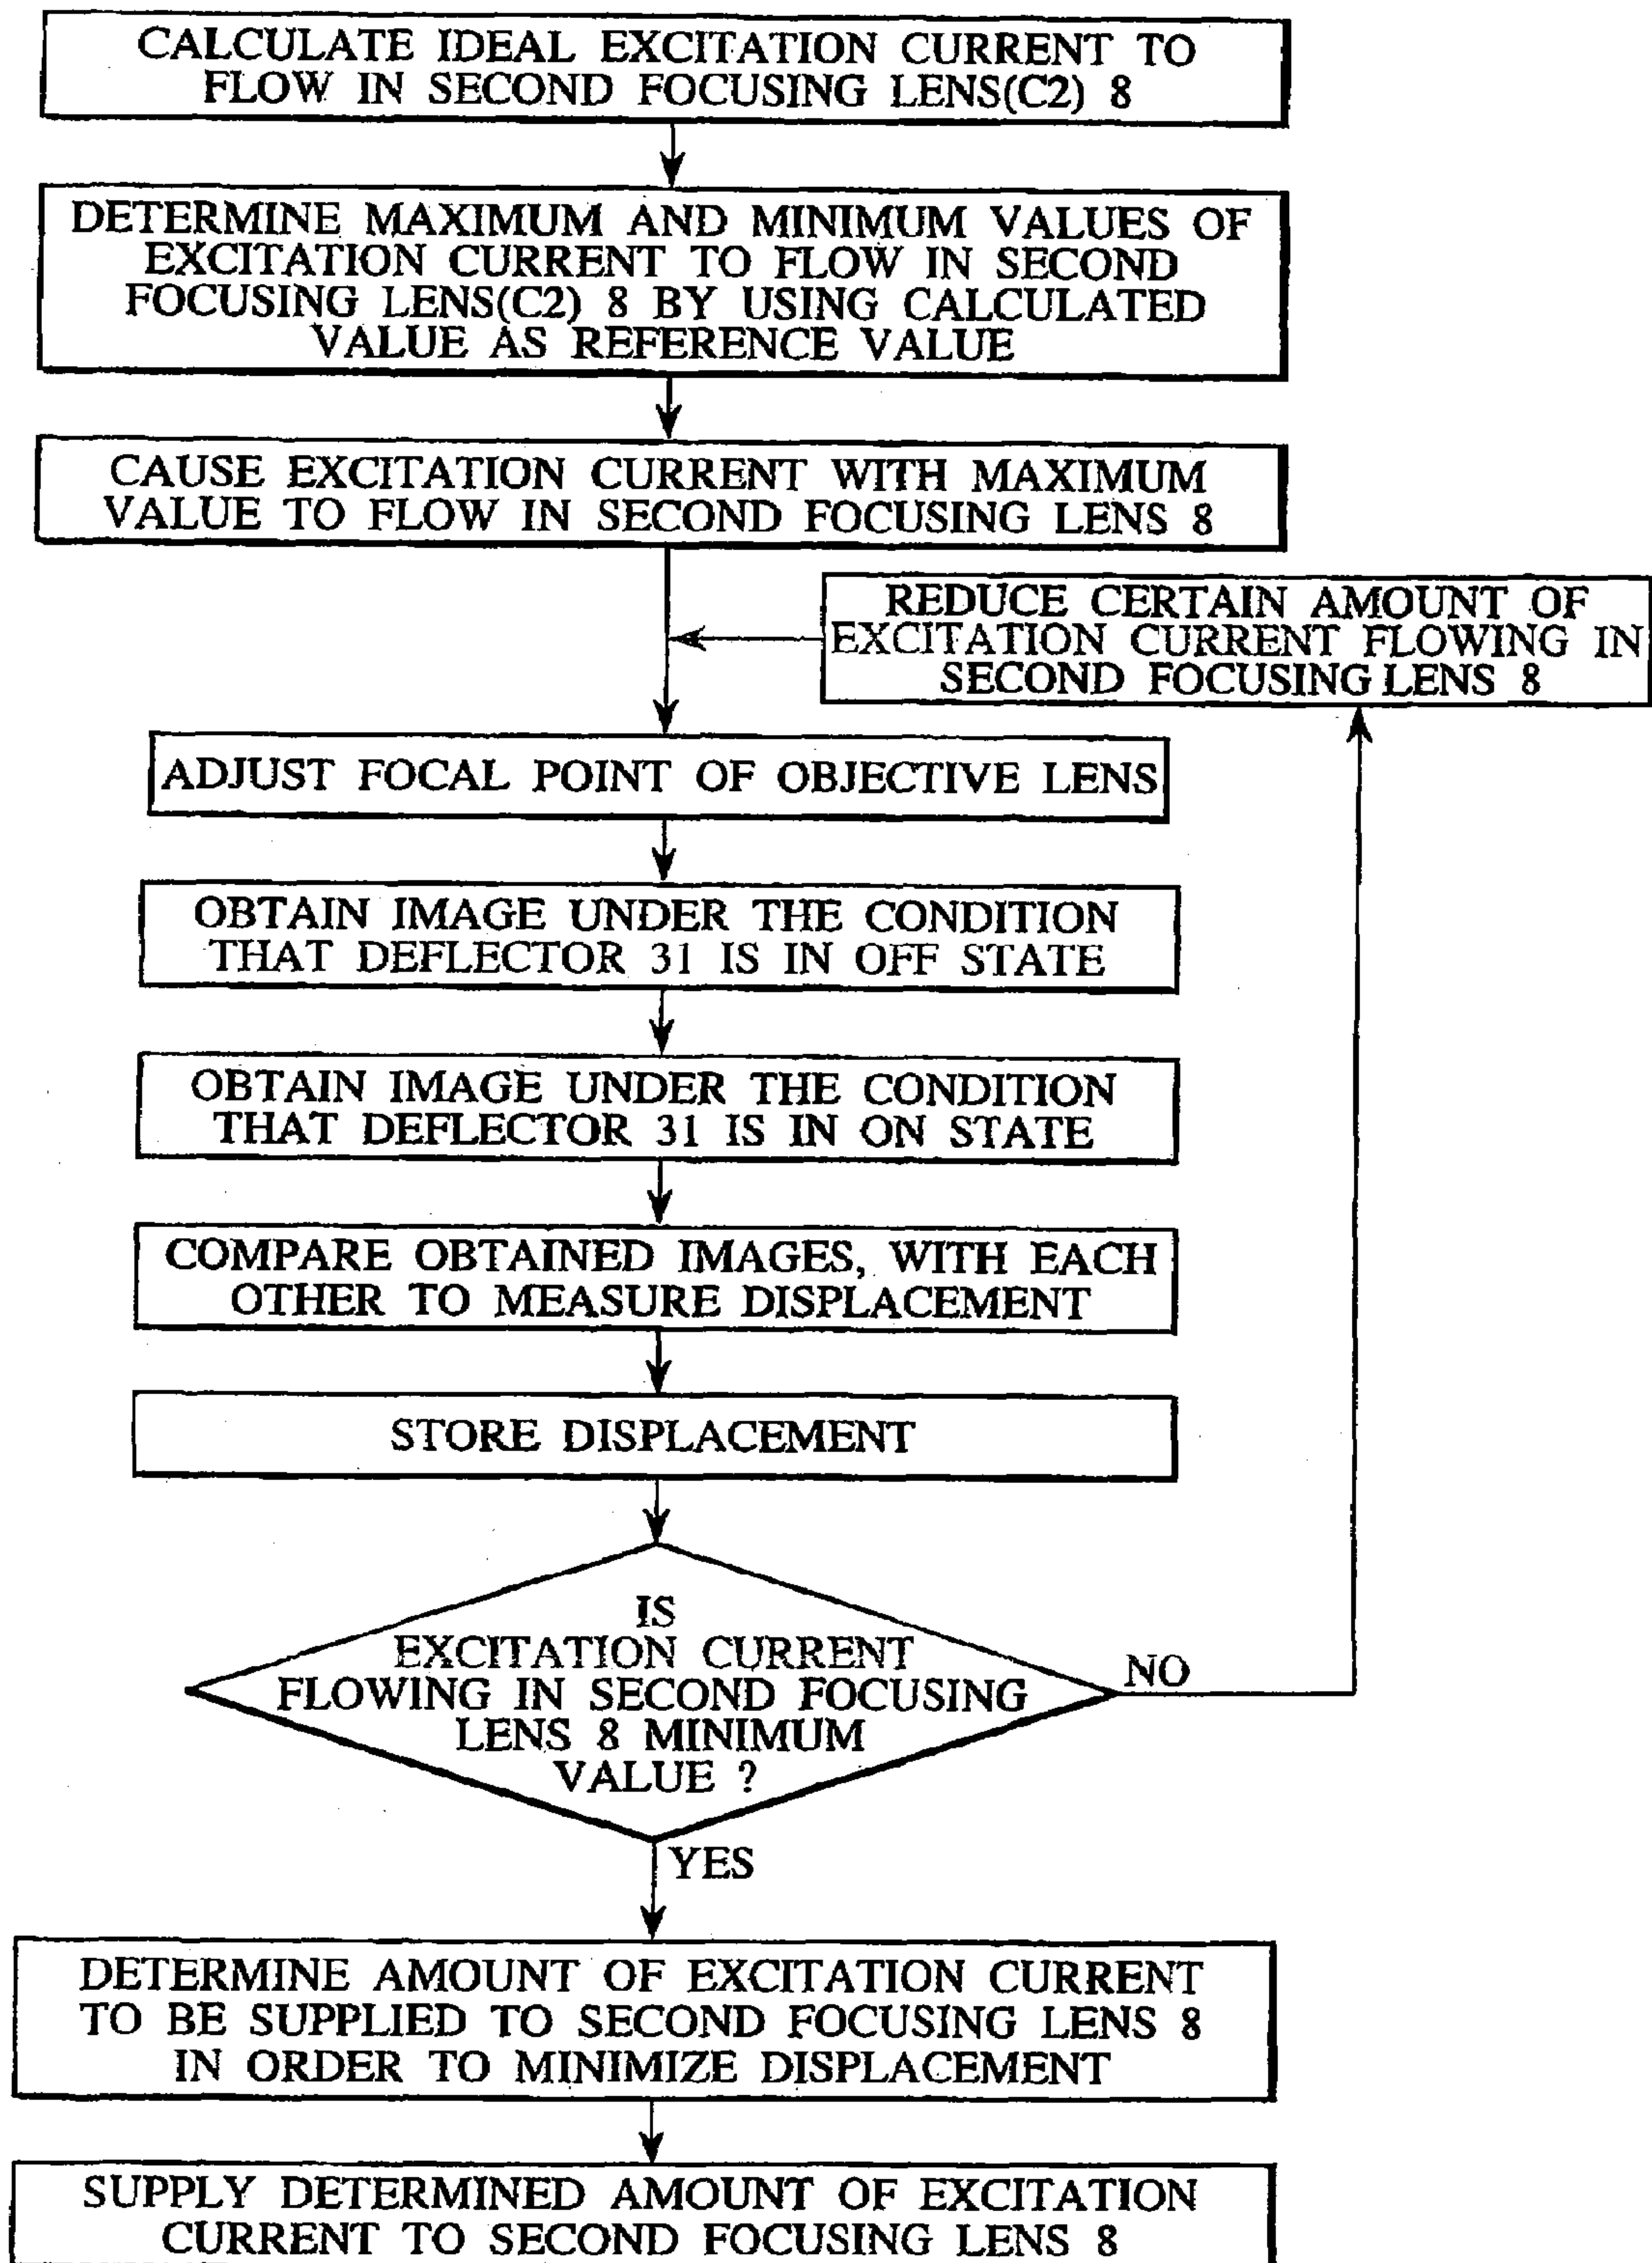 CALCULATE IDEAL EXCITATION CURRENT TO
FLOW IN SECOND FOCUSING LENS(C2) 8
DETERMINE MAXIMUM AND MINIMUM VALUES OF
EXCITATION CURRENT TO FLOW IN SECOND
FOCUSING LENS(C2) 8 BY USING CALCULATED
VALUE AS REFERENCE VALUE
CAUSE EXCITATION CURRENT WITH MAXIMUM
VALUE TO FLOW IN SECOND FOCUSING LENS 8
REDUCE CERTAIN AMOUNT OF
EXCITATION CURRENT FLOWING IN
SECOND FOCUSING LENS 8
ADJUST FOCAL POINT OF OBJECTIVE LENS
OBTAIN IMAGE UNDER THE CONDITION
THAT DEFLECTOR 31 IS IN OFF STATE
OBTAIN IMAGE UNDER THE CONDITION
THAT DEFLECTOR 31 IS IN ON STATE
COMPARE OBTAINED IMAGES, WITH EACH
OTHER TO MEASURE DISPLACEMENT
STORE DISPLACEMENT
IS
EXCITATION CURRENT
FLOWING IN SECOND FOCUSING
LENS 8 MINIMUM
VALUE ?
NO
YES
DETERMINE AMOUNT OF EXCITATION CURRENT
TO BE SUPPLIED TO SECOND FOCUSING LENS 8
IN ORDER TO MINIMIZE DISPLACEMENT
SUPPLY DETERMINED AMOUNT OF EXCITATION
CURRENT TO SECOND FOCUSING LENS 8